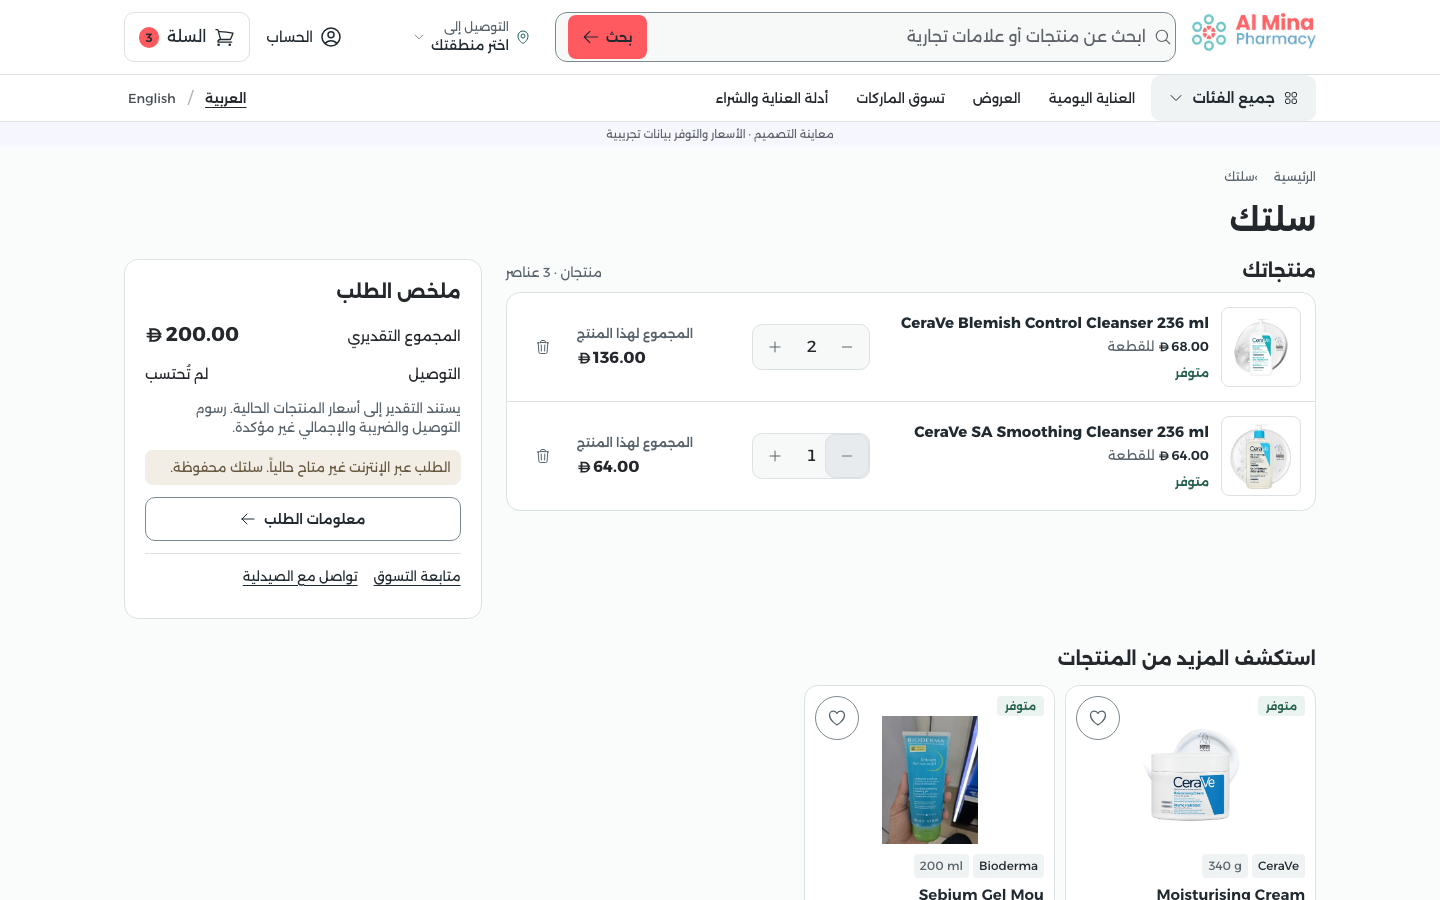 Al Mina
Pharmacy
ابحث عن منتجات أو علامات تجارية
بحث
التوصيل إلى
اختر منطقتك
الحساب
السلة
3
جميع الفئات
العناية اليومية
العروض
تسوق الماركات
أدلة العناية والشراء
العربية / English
معاينة التصميم · الأسعار والتوفر بيانات تجريبية
الرئيسية ›سلتك
سلتك
منتجاتك
منتجان · 3 عناصر
CeraVe Blemish Control Cleanser 236 ml
68.00 للقطعة
متوفر
− 2 +
المجموع لهذا المنتج
136.00
CeraVe SA Smoothing Cleanser 236 ml
64.00 للقطعة
متوفر
− 1 +
المجموع لهذا المنتج
64.00
ملخص الطلب
المجموع التقديري
200.00
التوصيل
لم تُحتسب
يستند التقدير إلى أسعار المنتجات الحالية. رسوم
التوصيل والضريبة والإجمالي غير مؤكدة.
الطلب عبر الإنترنت غير متاح حالياً. سلتك محفوظة.
معلومات الطلب
متابعة التسوق
تواصل مع الصيدلية
استكشف المزيد من المنتجات
متوفر
CeraVe
CeraVe
340 g
Moisturising Cream
متوفر
BIODERMA
Bioderma
200 ml
Sebium Gel Mou